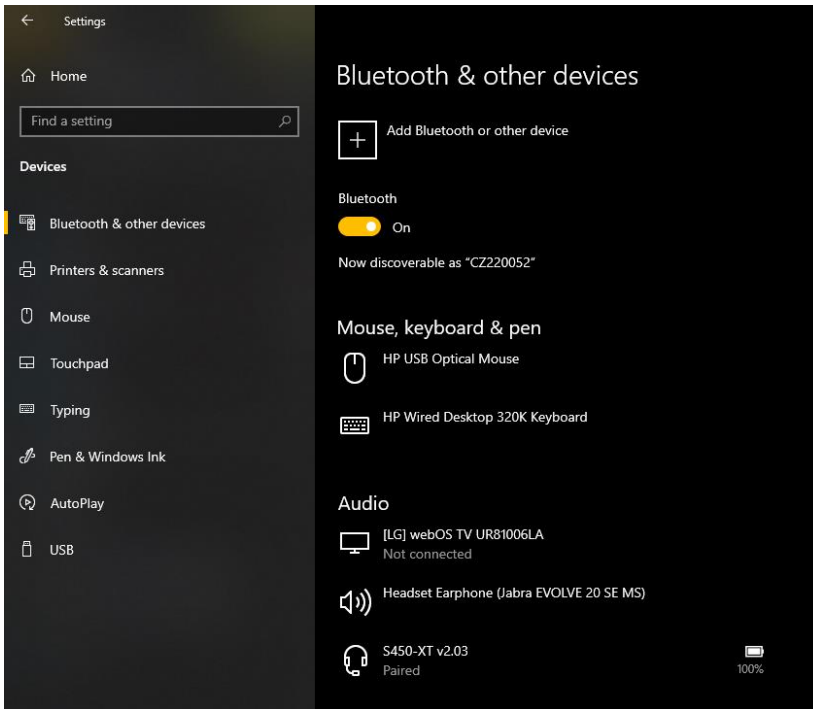 Settings
Home
Find a setting
Devices
Bluetooth & other devices
Printers & scanners
Mouse
Touchpad
Typing
Pen & Windows Ink
AutoPlay
USB
Bluetooth & other devices
Add Bluetooth or other device
Bluetooth
On
Now discoverable as “CZ220052”
Mouse, keyboard & pen
HP USB Optical Mouse
HP Wired Desktop 320K Keyboard
Audio
[LG] webOS TV UR81006LA
Not connected
Headset Earphone (Jabra EVOLVE 20 SE MS)
S450-XT v2.03
Paired
100%